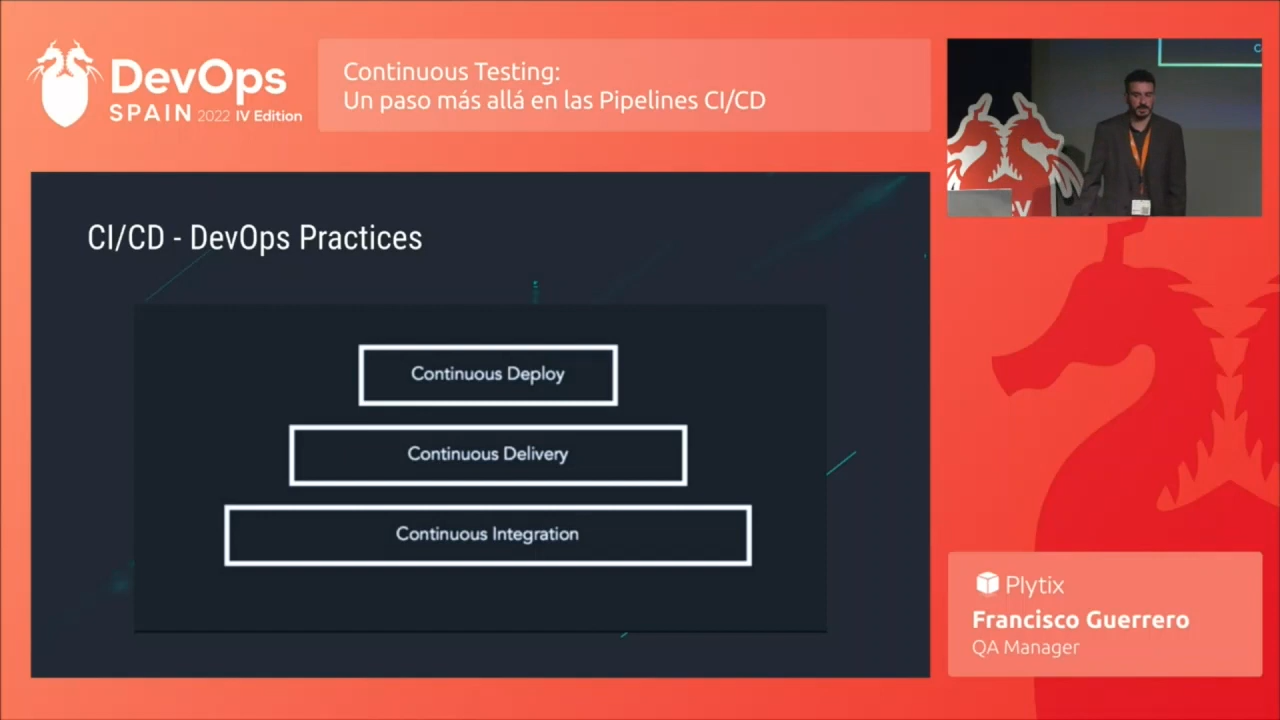 DevOps
SPAIN 2022 IV Edition
Continuous Testing:
Un paso más allá en las Pipelines CI/CD
CI/CD - DevOps Practices
Continuous Deploy
Continuous Delivery
Continuous Integration
Plytix
Francisco Guerrero
QA Manager